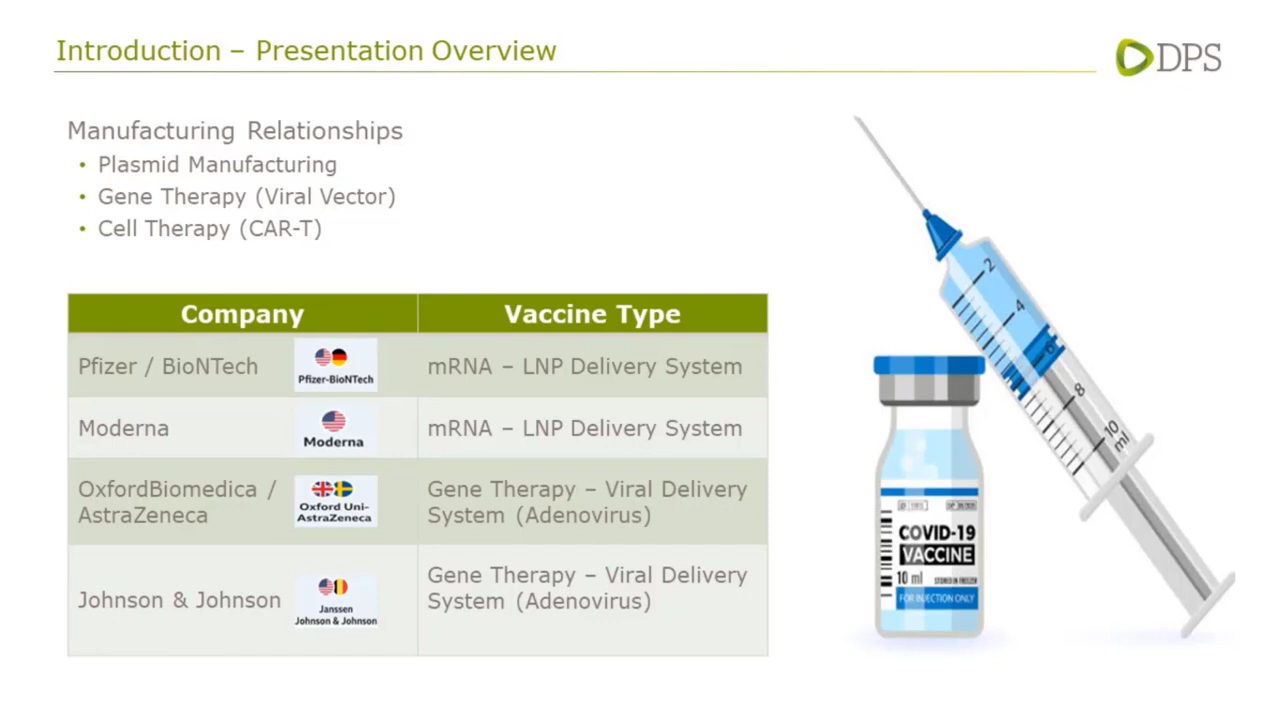 Introduction – Presentation Overview
DPS
Manufacturing Relationships
• Plasmid Manufacturing
• Gene Therapy (Viral Vector)
• Cell Therapy (CAR-T)
Company
Vaccine Type
Pfizer / BioNTech
Pfizer-BioNTech
mRNA – LNP Delivery System
Moderna
Moderna
mRNA – LNP Delivery System
OxfordBiomedica /
AstraZeneca
Oxford Uni-
AstraZeneca
Gene Therapy – Viral Delivery
System (Adenovirus)
Johnson & Johnson
Janssen
Johnson & Johnson
Gene Therapy – Viral Delivery
System (Adenovirus)
2
4
6
8
10
ml
COVID-19
VACCINE
10 ml
STORED IN FREEZER
FOR INJECTION ONLY